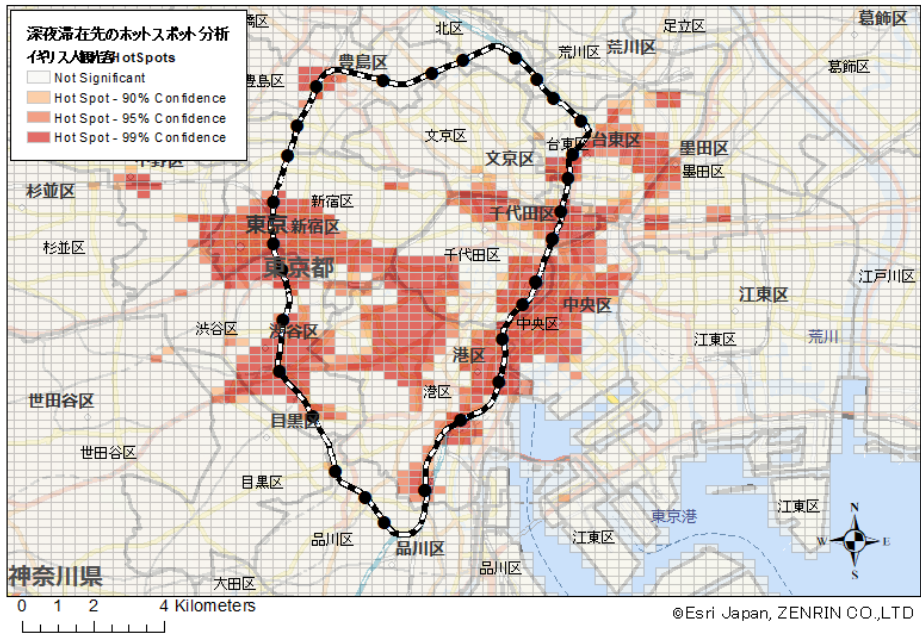 深夜滞在先のホットスポット分析
イギリス人観光客HotSpots
Not Significant
Hot Spot - 90% Confidence
Hot Spot - 95% Confidence
Hot Spot - 99% Confidence
北区
足立区
葛飾区
荒川区
荒川区
豊島区
葛飾区
豊島区
文京区
台東区
台東区
文京区
墨田区
墨田区
中野区
杉並区
新宿区
千代田区
東京
新宿区
杉並区
千代田区
東京都
江戸川区
江東区
中央区
中央区
渋谷区
渋谷区
江東区
荒川
港区
港区
世田谷区
目黒区
世田谷区
目黒区
江東区
東京港
江東区
品川区
品川区
品川区
神奈川県
大田区
N
W
E
S
0 1 2 4 Kilometers
©Esri Japan, ZENRIN CO.,LTD